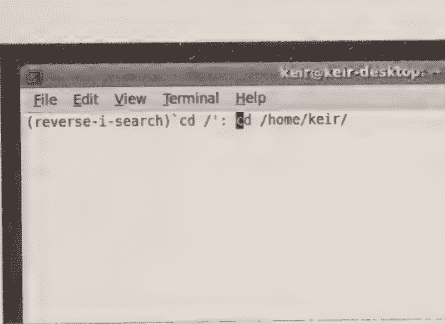 keir@keir-desktop: ~
File Edit View Terminal Help
(reverse-i-search)`cd /': cd /home/keir/